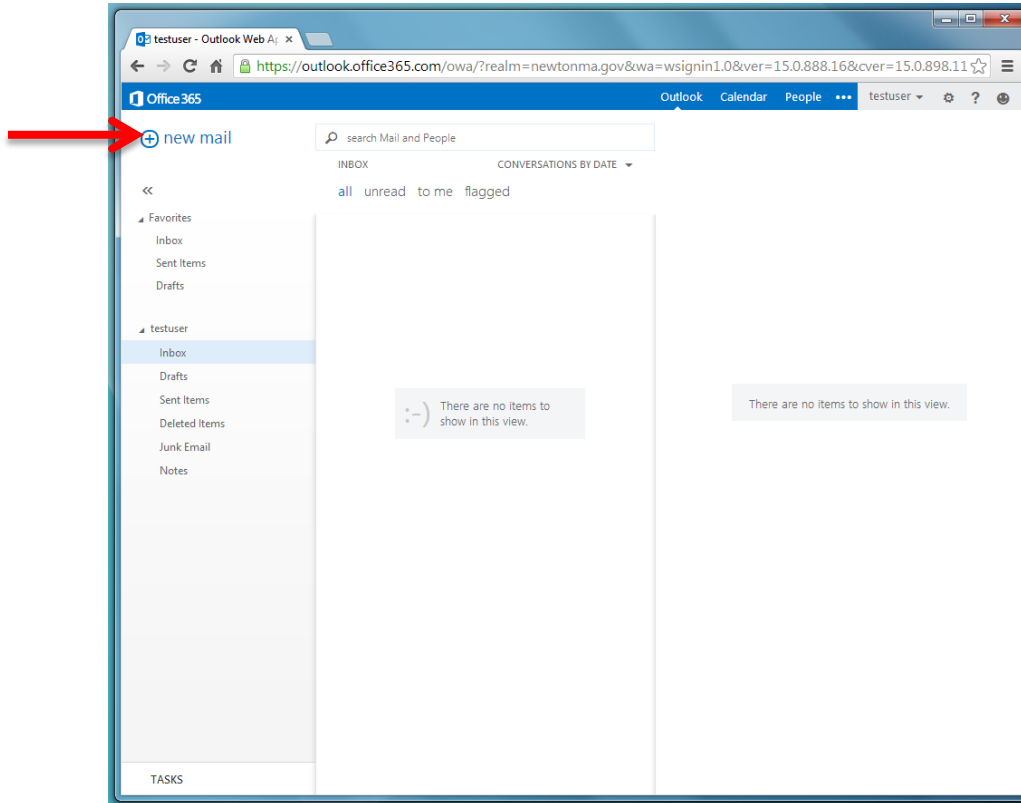 testuser - Outlook Web Ap
https://outlook.office365.com/owa/?realm=newtonma.gov&wa=wsignin1.0&ver=15.0.888.16&cver=15.0.898.11
Office 365
Outlook Calendar People ••• testuser ?
new mail
search Mail and People
INBOX CONVERSATIONS BY DATE
all unread to me flagged
Favorites
Inbox
Sent Items
Drafts
testuser
Inbox
Drafts
Sent Items
Deleted Items
Junk Email
Notes
:-) There are no items to
show in this view.
There are no items to show in this view.
TASKS